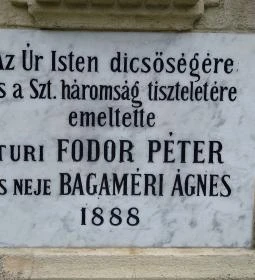 Az Úr Isten dicsőségére
s a Szt. háromság tiszteletére
emeltette
TURI FODOR PÉTER
S NEJE BAGAMÉRI ÁGNES
1888